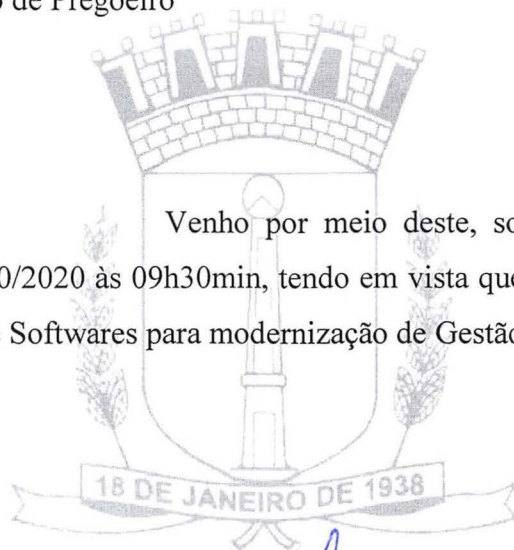 de Pregoeiro
Venho por meio deste, so
0/2020 às 09h30min, tendo em vista que
Softwares para modernização de Gestão
18 DE JANEIRO DE 1938